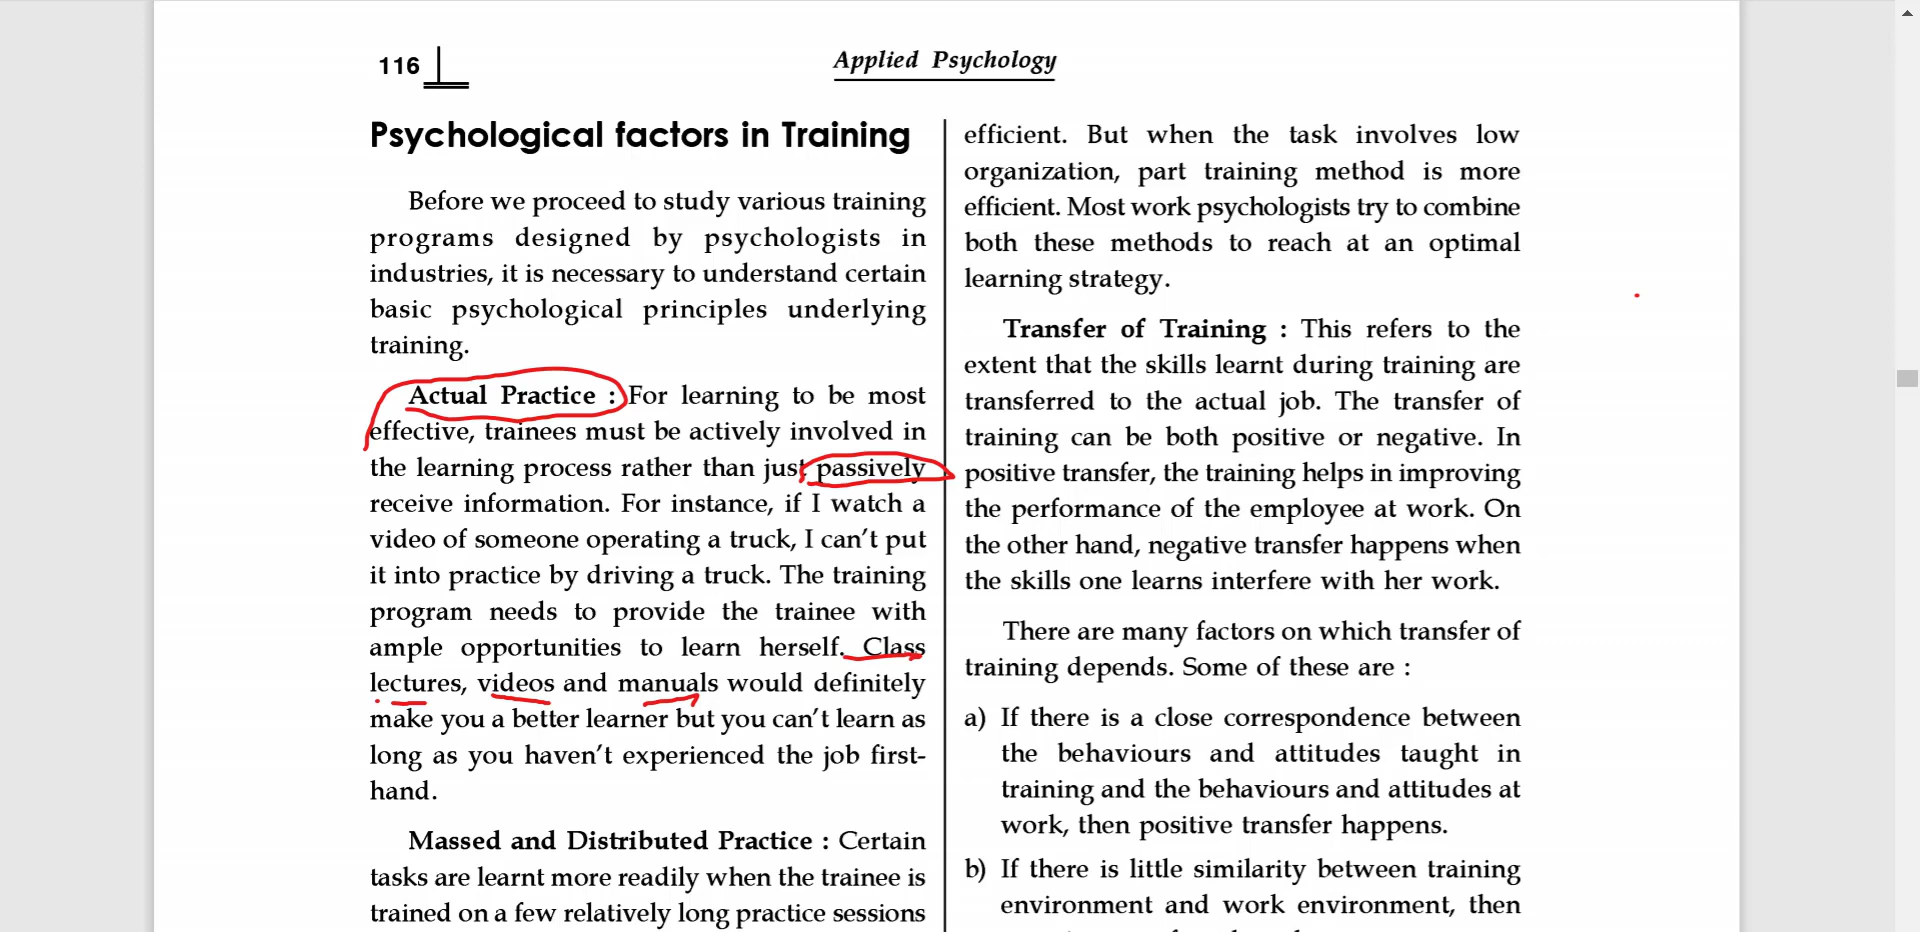 116
Applied Psychology
Psychological factors in Training
Before we proceed to study various training
programs designed by psychologists in
industries, it is necessary to understand certain
basic psychological principles underlying
training.
Actual Practice : For learning to be most
effective, trainees must be actively involved in
the learning process rather than just passively
receive information. For instance, if I watch a
video of someone operating a truck, I can't put
it into practice by driving a truck. The training
program needs to provide the trainee with
ample opportunities to learn herself. Class
lectures, videos and manuals would definitely
make you a better learner but you can't learn as
long as you haven't experienced the job first-
hand.
Massed and Distributed Practice : Certain
tasks are learnt more readily when the trainee is
trained on a few relatively long practice sessions
efficient. But when the task involves low
organization, part training method is more
efficient. Most work psychologists try to combine
both these methods to reach at an optimal
learning strategy.
Transfer of Training : This refers to the
extent that the skills learnt during training are
transferred to the actual job. The transfer of
training can be both positive or negative. In
positive transfer, the training helps in improving
the performance of the employee at work. On
the other hand, negative transfer happens when
the skills one learns interfere with her work.
There are many factors on which transfer of
training depends. Some of these are :
a) If there is a close correspondence between
the behaviours and attitudes taught in
training and the behaviours and attitudes at
work, then positive transfer happens.
b) If there is little similarity between training
environment and work environment, then